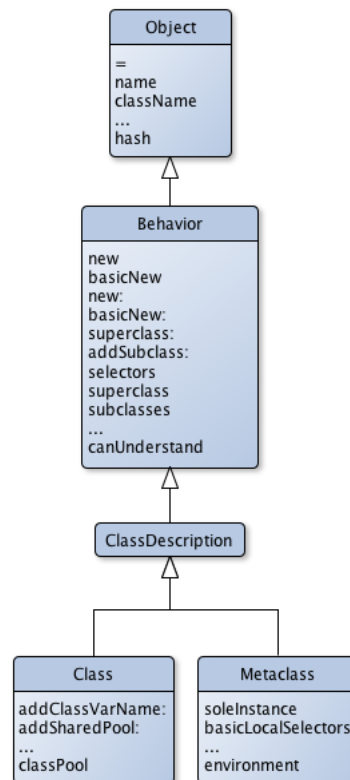 Object
=
name
className
...
hash
Behavior
new
basicNew
new:
basicNew:
superclass:
addSubclass:
selectors
superclass
subclasses
...
canUnderstand
ClassDescription
Class
addClassVarName:
addSharedPool:
...
classPool
Metaclass
soleInstance
basicLocalSelectors
...
environment